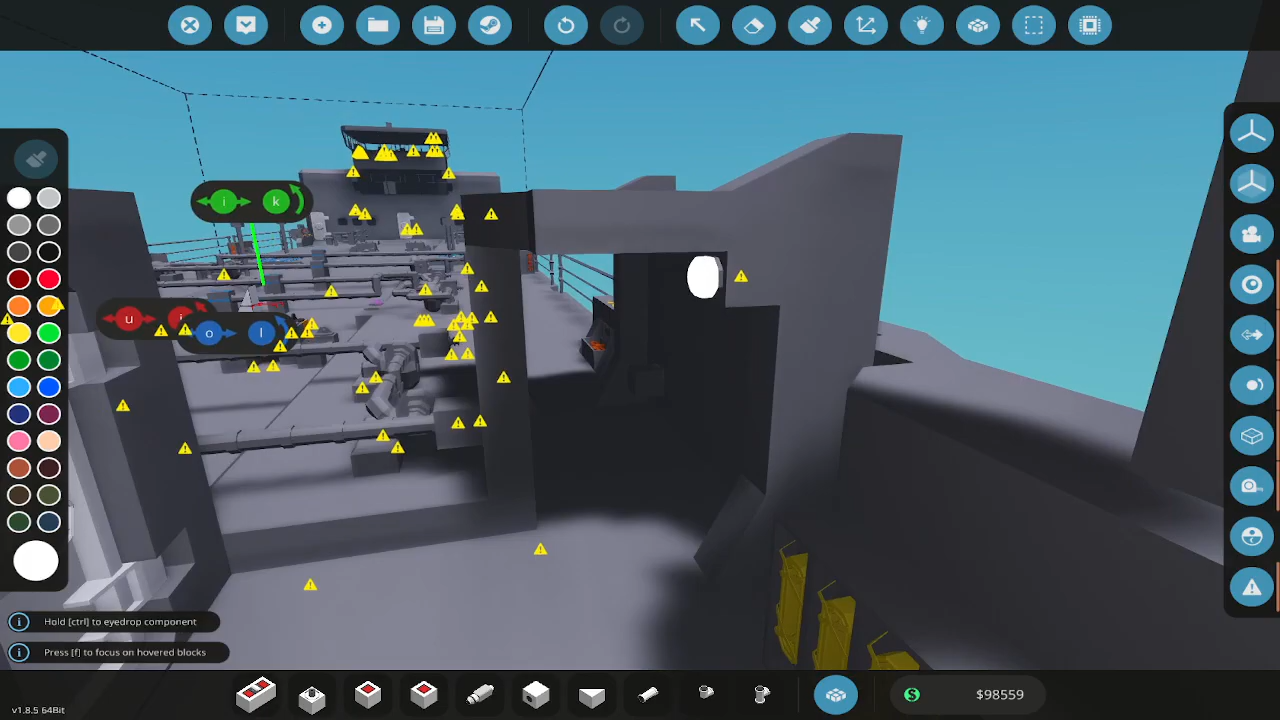 i k
u j
o l
Hold [ctrl] to eyedrop component
Press [f] to focus on hovered blocks
$ $98559
v1.8.5 64Bit